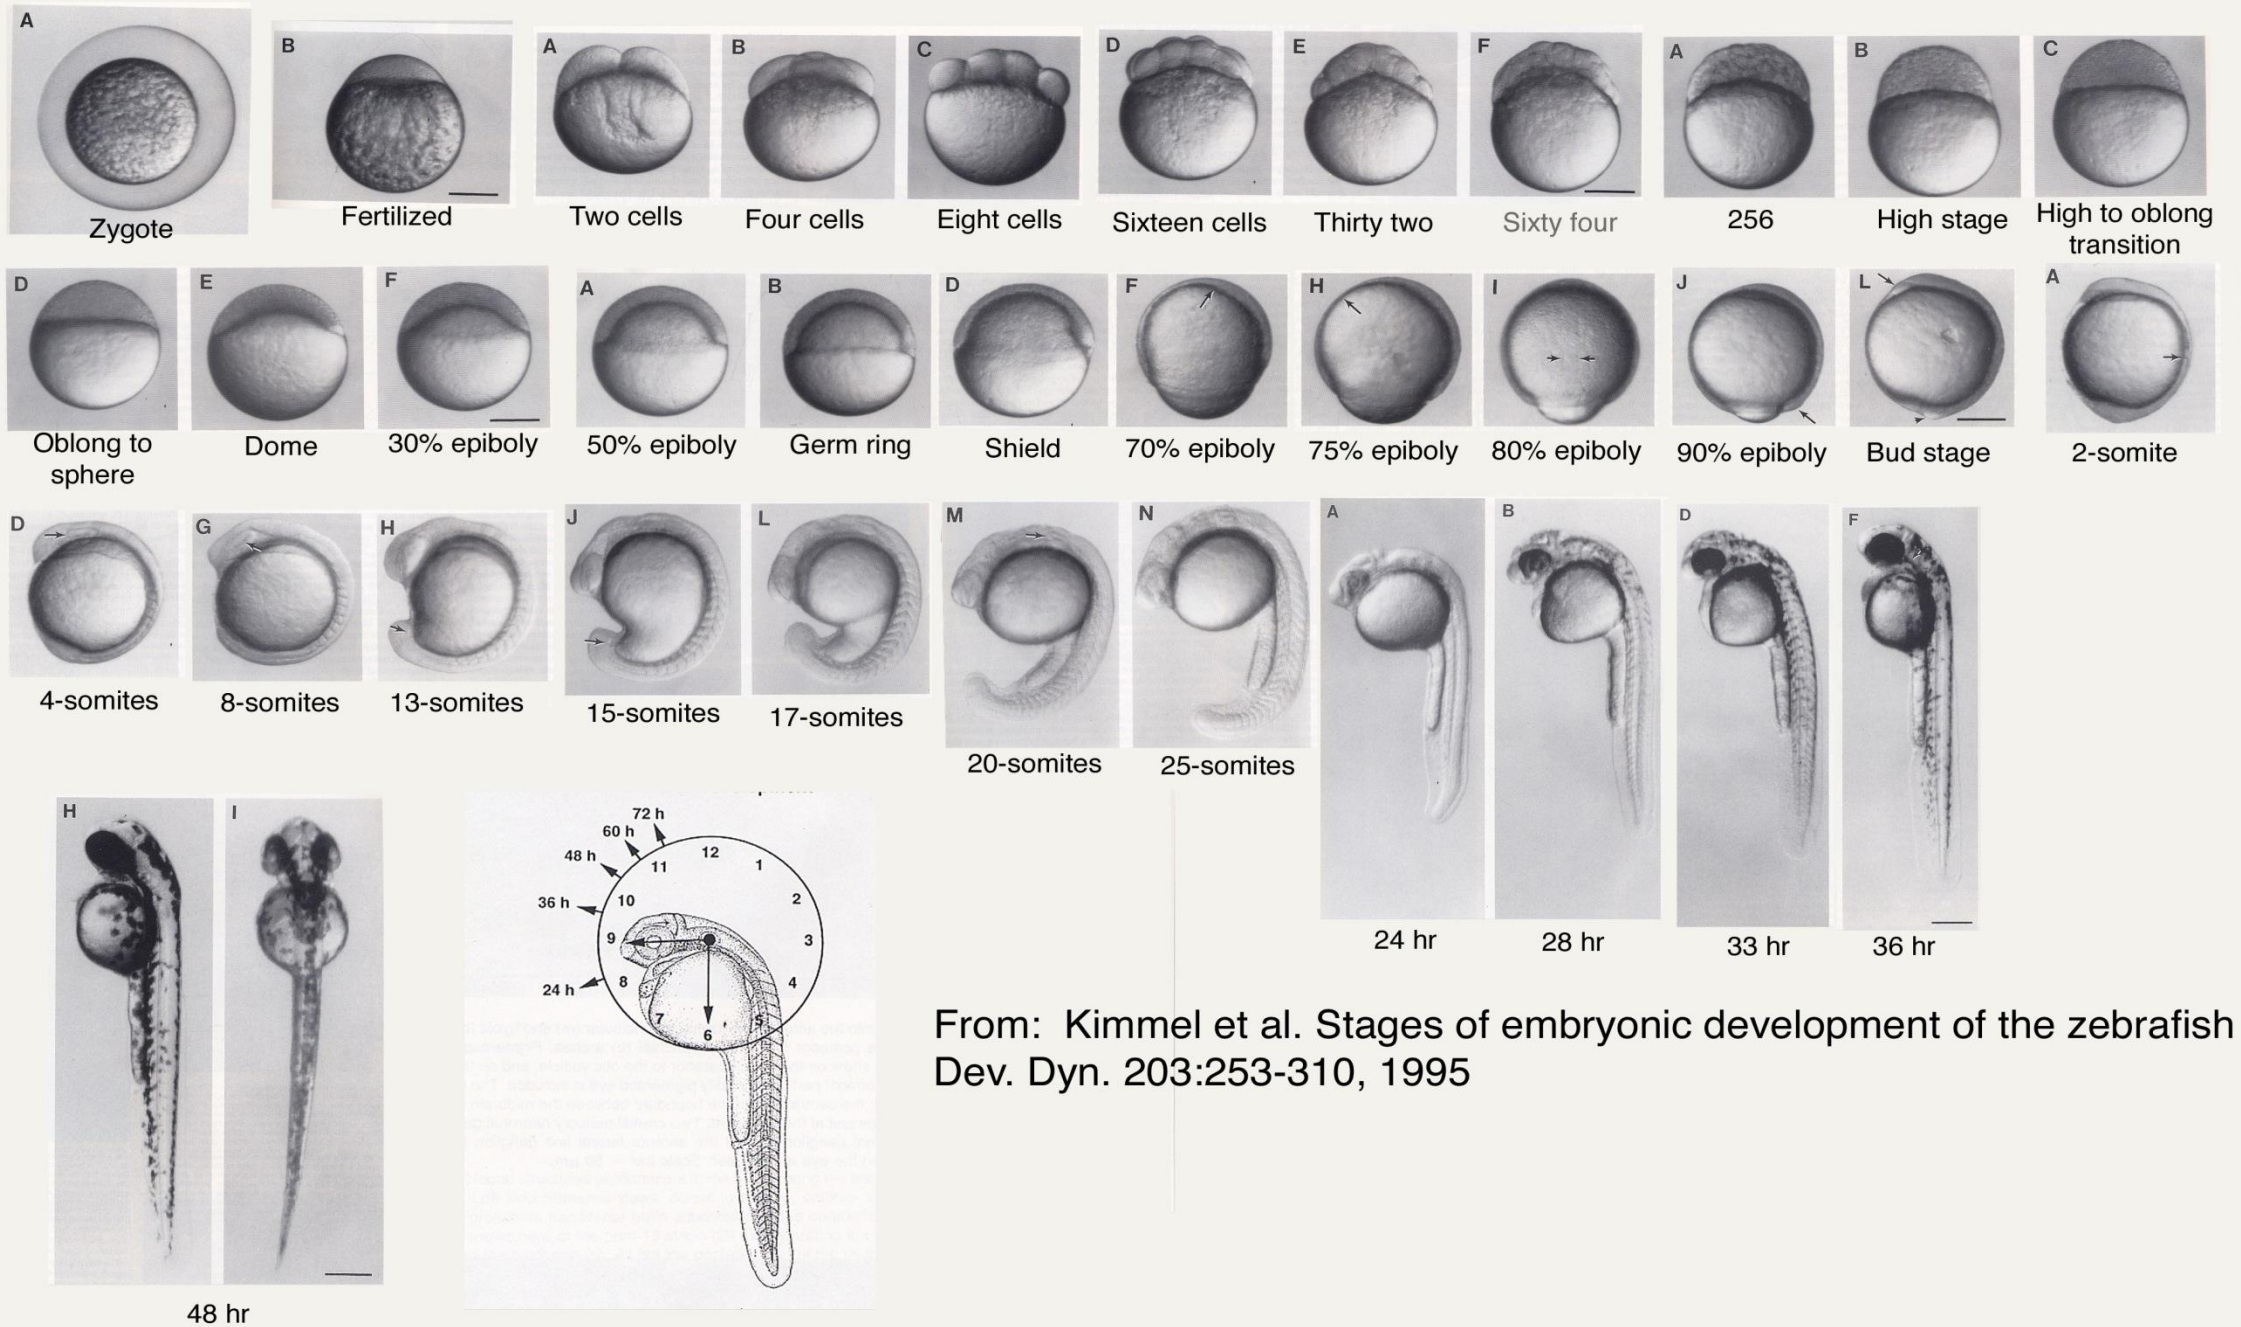 A
B
A
B
C
D
E
F
A
B
C
Zygote
Fertilized
Two cells
Four cells
Eight cells
Sixteen cells
Thirty two
Sixty four
256
High stage
High to oblong
transition
D
E
F
A
B
D
F
H
I
J
L
A
Oblong to
sphere
Dome
30% epiboly
50% epiboly
Germ ring
Shield
70% epiboly
75% epiboly
80% epiboly
90% epiboly
Bud stage
2-somite
D
G
H
J
L
M
N
A
B
D
F
4-somites
8-somites
13-somites
15-somites
17-somites
20-somites
25-somites
24 hr
28 hr
33 hr
36 hr
H
I
48 hr
72 h
60 h
48 h
36 h
24 h
12
1
2
3
4
5
6
7
8
9
10
11
From: Kimmel et al. Stages of embryonic development of the zebrafish
Dev. Dyn. 203:253-310, 1995